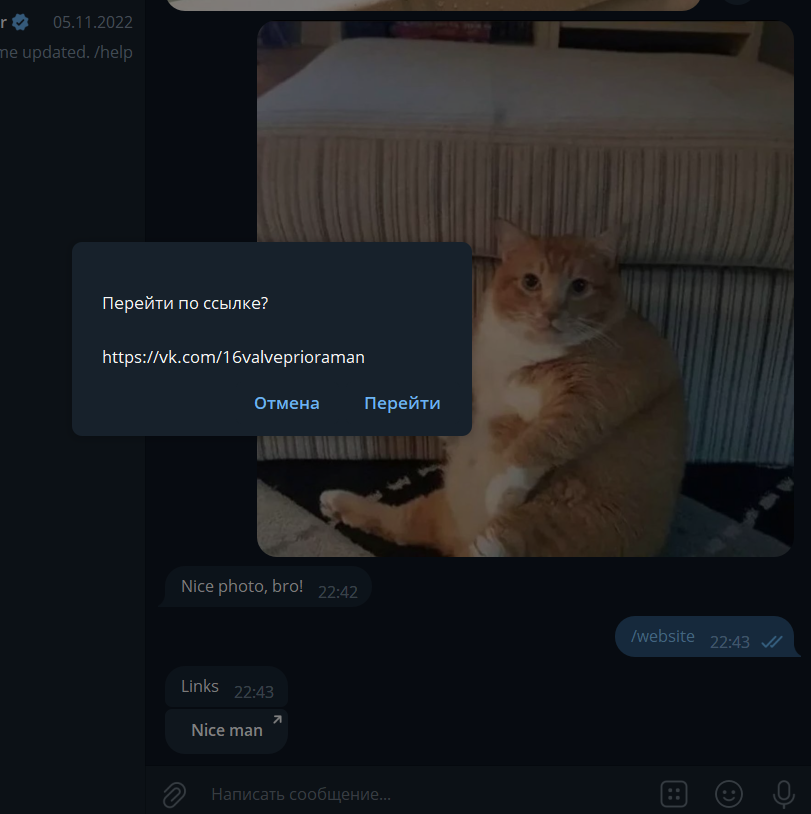 r 05.11.2022
me updated. /help
Перейти по ссылке?
https://vk.com/16valveprioraman
Отмена Перейти
Nice photo, bro! 22:42
/website 22:43
Links 22:43
Nice man
Написать сообщение...